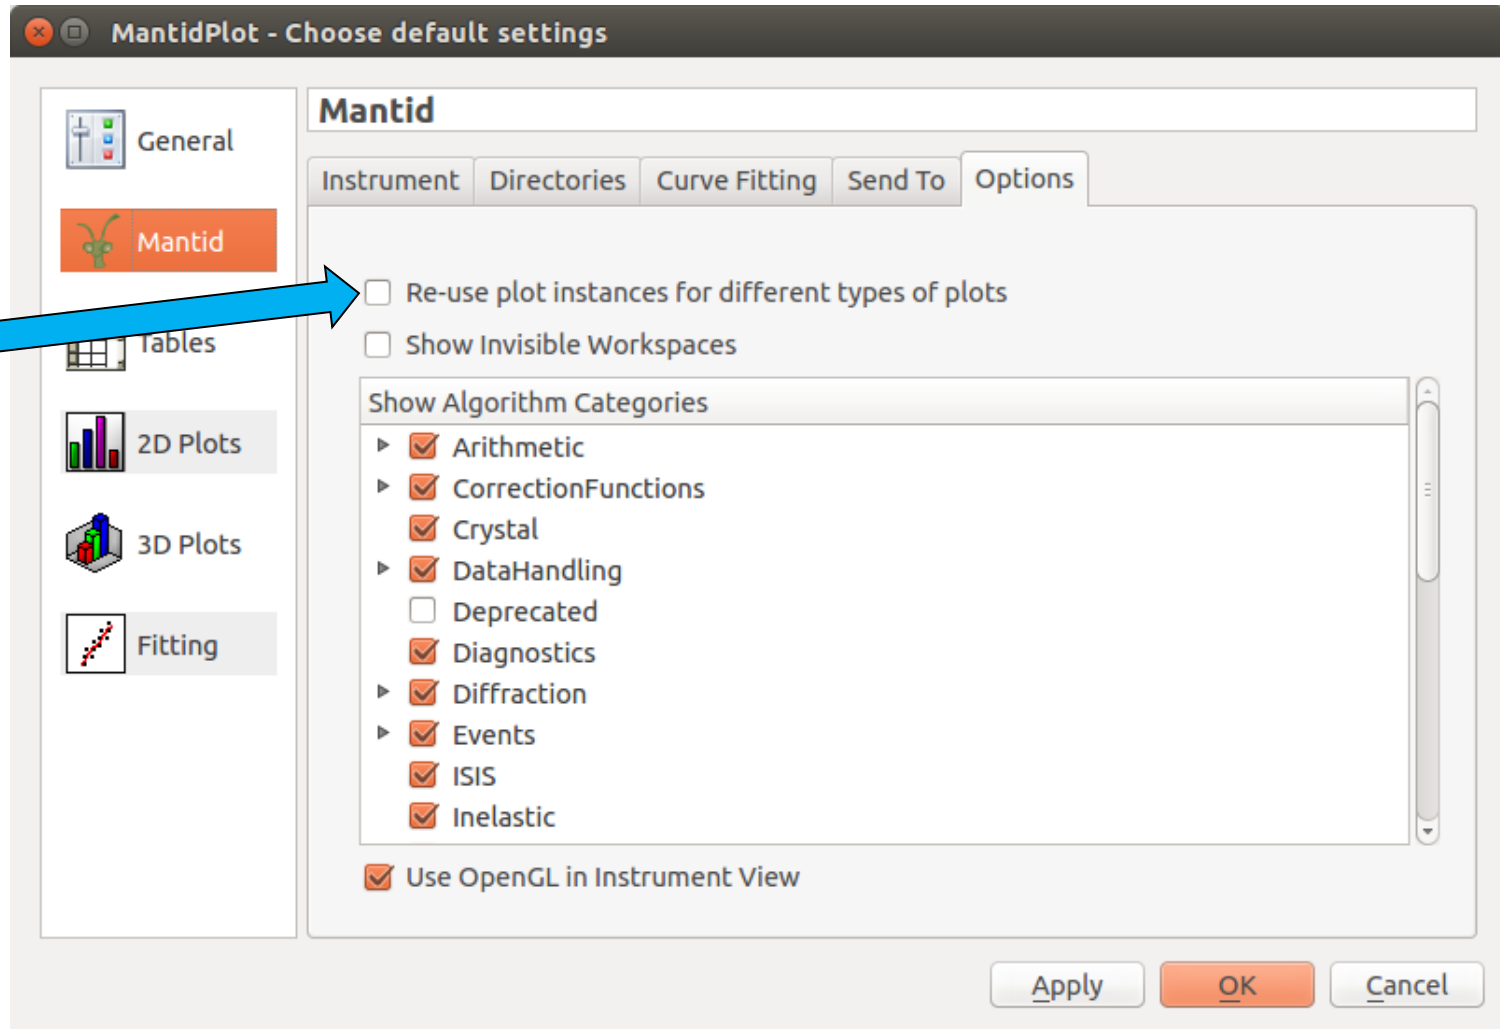 MantidPlot - Choose default settings
General
Mantid
Tables
2D Plots
3D Plots
Fitting
Mantid
Instrument Directories Curve Fitting Send To Options
Re-use plot instances for different types of plots
Show Invisible Workspaces
Show Algorithm Categories
Arithmetic
CorrectionFunctions
Crystal
DataHandling
Deprecated
Diagnostics
Diffraction
Events
ISIS
Inelastic
Use OpenGL in Instrument View
Apply OK Cancel